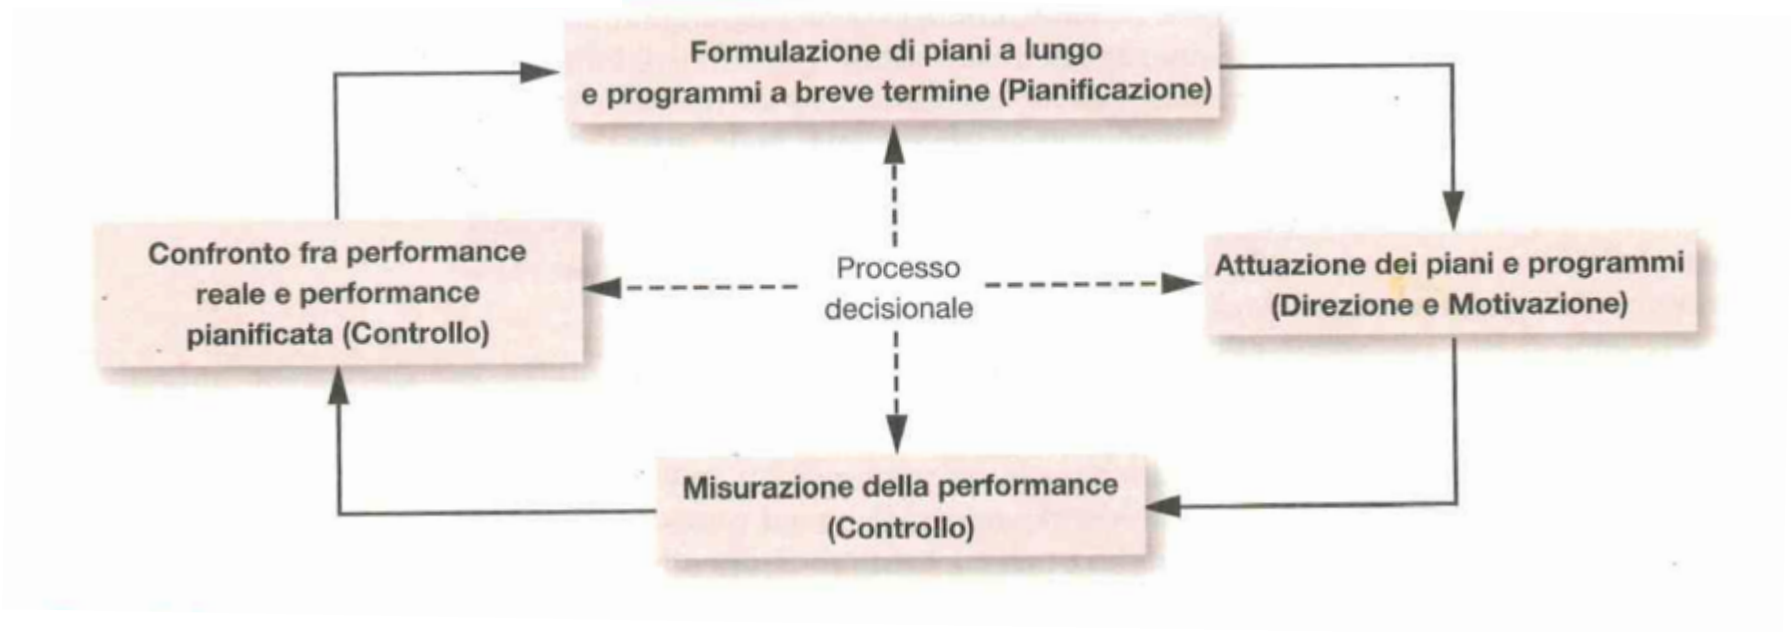 Formulazione di piani a lungo
e programmi a breve termine (Pianificazione)
Confronto fra performance
reale e performance
pianificata (Controllo)
Processo
decisionale
Attuazione dei piani e programmi
(Direzione e Motivazione)
Misurazione della performance
(Controllo)